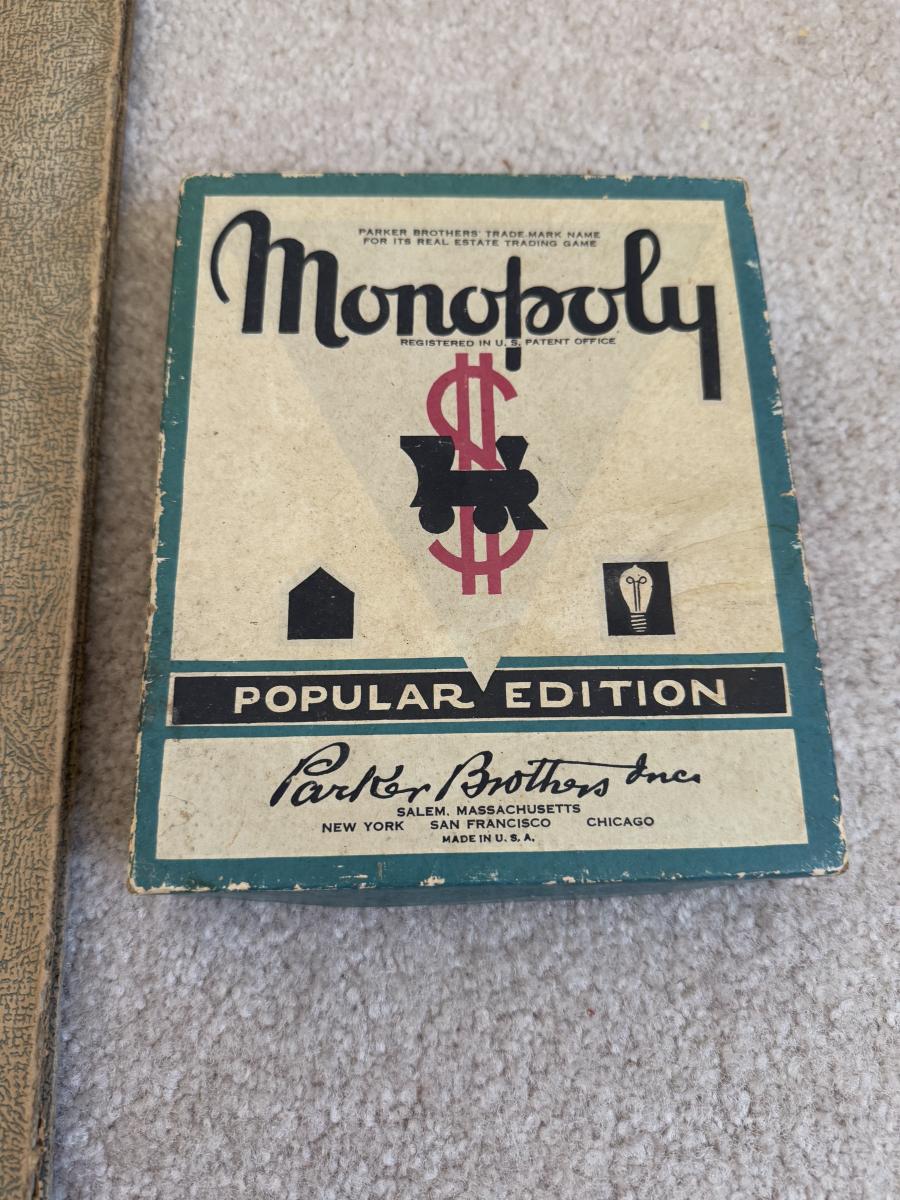 PARKER BROTHERS' TRADE-MARK NAME
FOR ITS REAL ESTATE TRADING GAME
Monopoly
REGISTERED IN U. S. PATENT OFFICE
POPULAR EDITION
Parker Brothers Inc.
SALEM, MASSACHUSETTS
NEW YORK SAN FRANCISCO CHICAGO
MADE IN U. S. A.